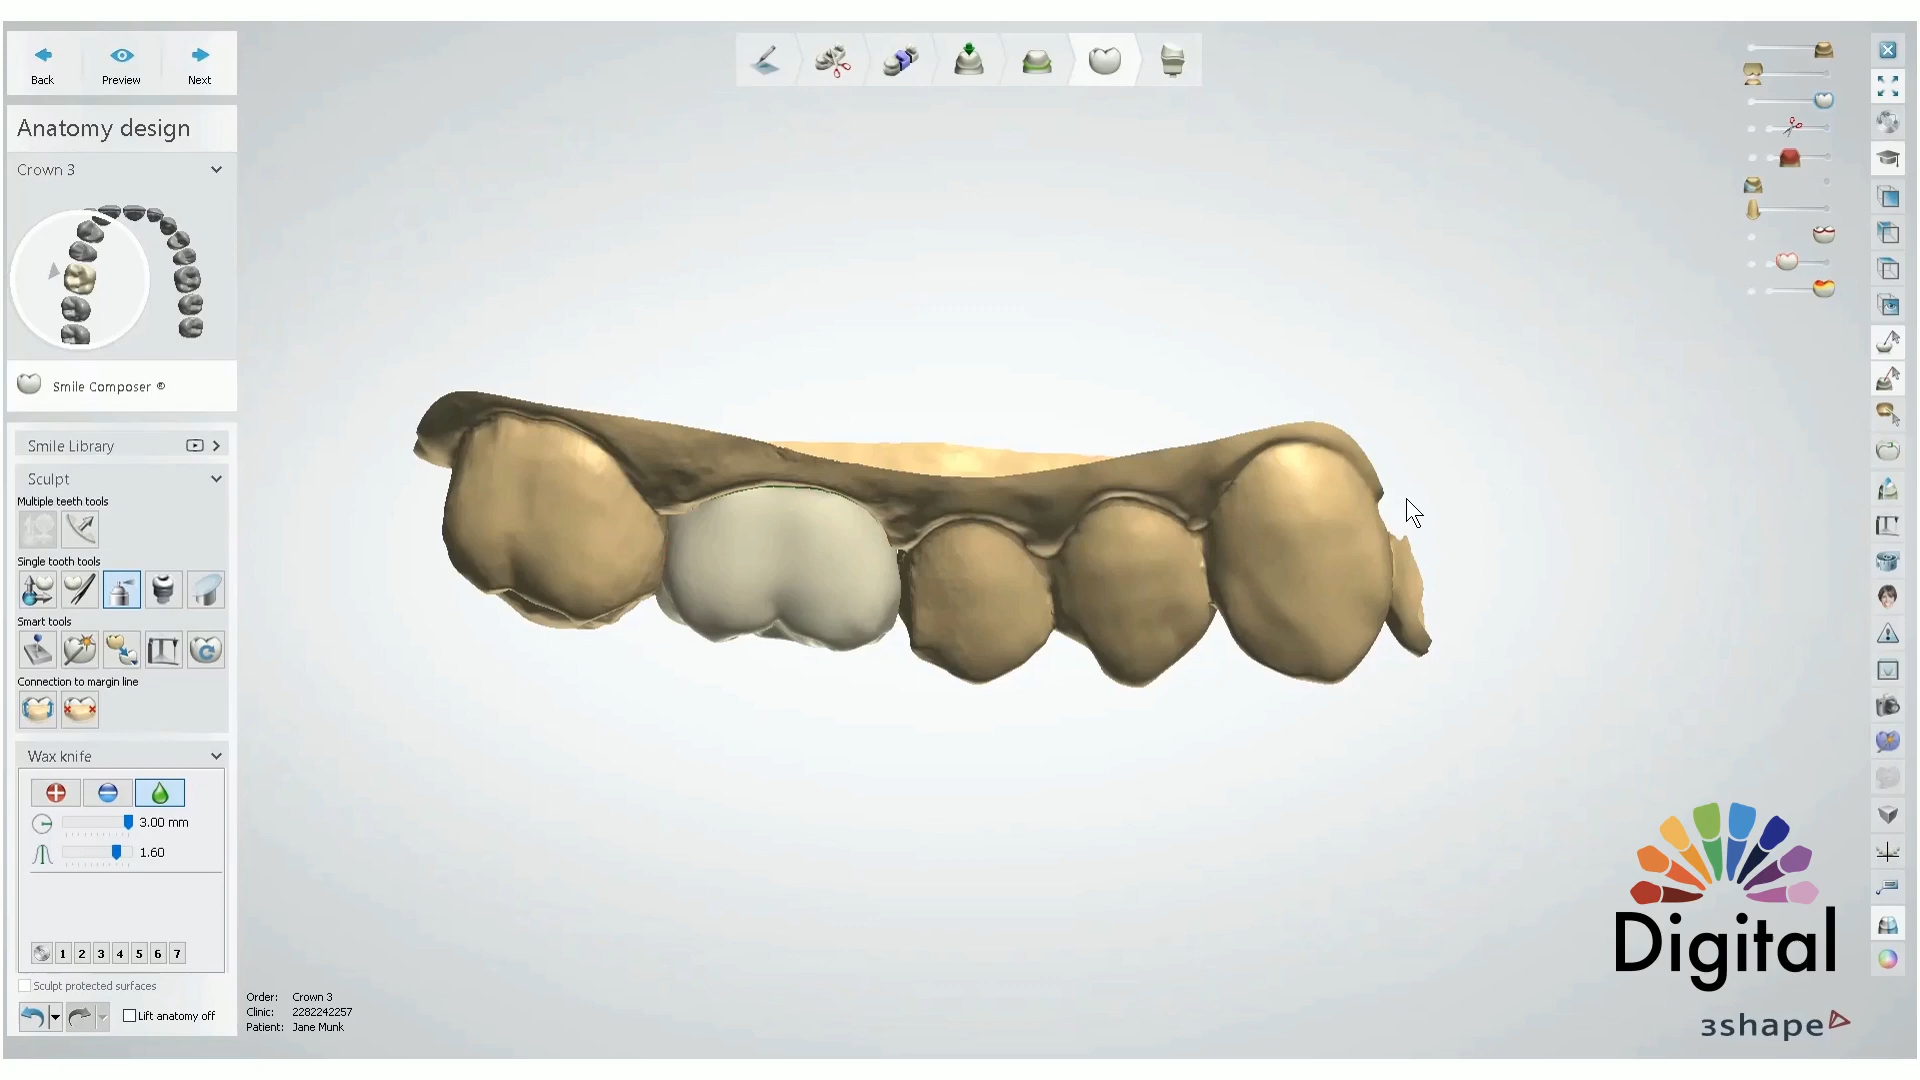 Back Preview Next
Anatomy design
Crown 3
Smile Composer ®
Smile Library
Sculpt
Multiple teeth tools
Single tooth tools
Smart tools
Connection to margin line
Wax knife
3.00 mm
1.60
1 2 3 4 5 6 7
Sculpt protected surfaces
Lift anatomy off
Order: Crown 3
Clinic: 2282242257
Patient: Jane Munk
Digital
3shape